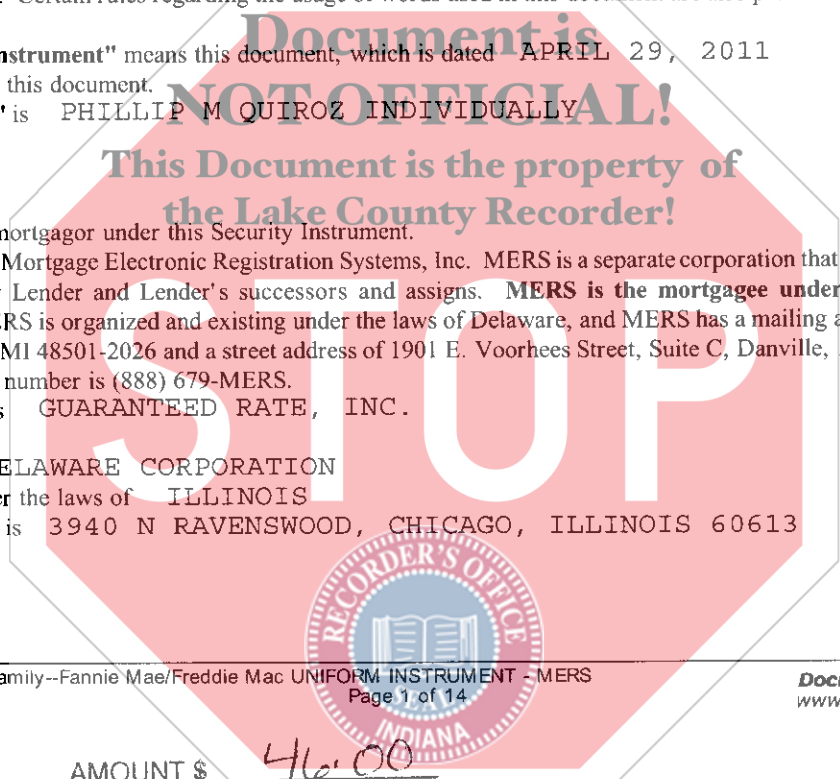 Certain rules regarding the usage of words used in this document are also
Document is
nstrument" means this document, which is dated APRIL 29, 2011
this document.
NOT OFFICIAL!
' is PHILLIP M QUIROZ INDIVIDUALLY
This Document is the property of
the Lake County Recorder!
mortgagor under this Security Instrument.
Mortgage Electronic Registration Systems, Inc. MERS is a separate corporation that
Lender and Lender's successors and assigns. MERS is the mortgagee under
RS is organized and existing under the laws of Delaware, and MERS has a mailing a
MI 48501-2026 and a street address of 1901 E. Voorhees Street, Suite C, Danville,
number is (888) 679-MERS.
s GUARANTEED RATE, INC.
STOP
ELAWARE CORPORATION
er the laws of ILLINOIS
is 3940 N RAVENSWOOD, CHICAGO, ILLINOIS 60613
RECORDER'S OFFICE
amily--Fannie Mae/Freddie Mac UNIFORM INSTRUMENT - MERS
Page 1 of 14
Doc
www
SEAL
INDIANA
AMOUNT $ 46.00